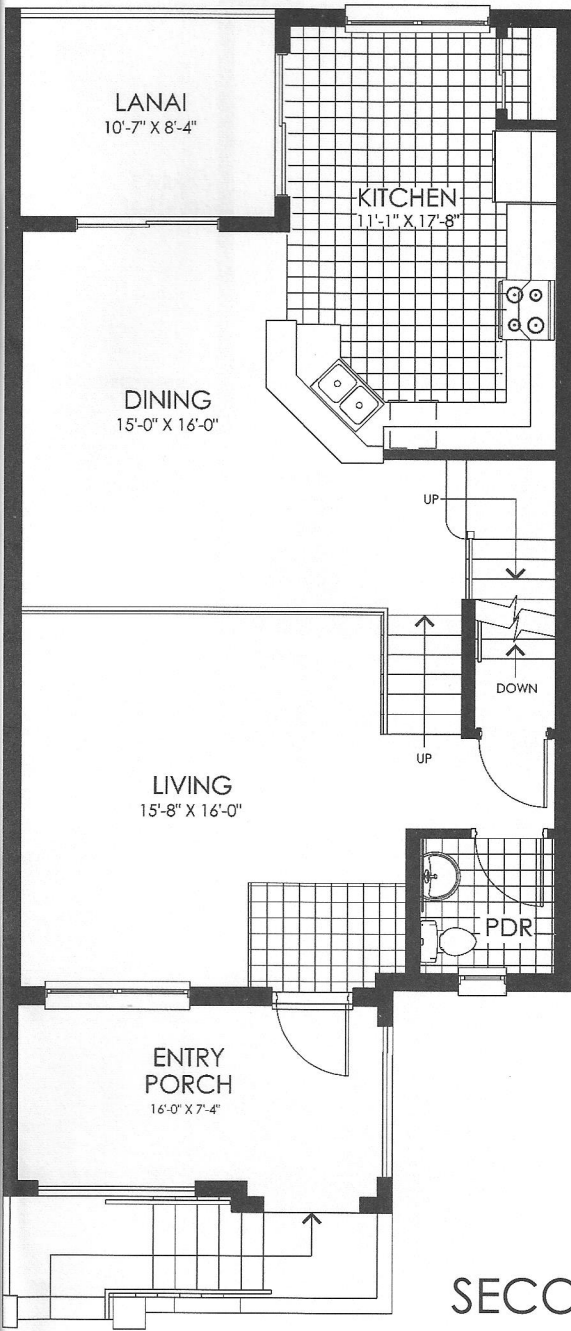 LANAI
10'-7" X 8'-4"
KITCHEN
11'-1" X 17'-8"
DINING
15'-0" X 16'-0"
UP
DOWN
UP
LIVING
15'-8" X 16'-0"
PDR
ENTRY
PORCH
16'-0" X 7'-4"